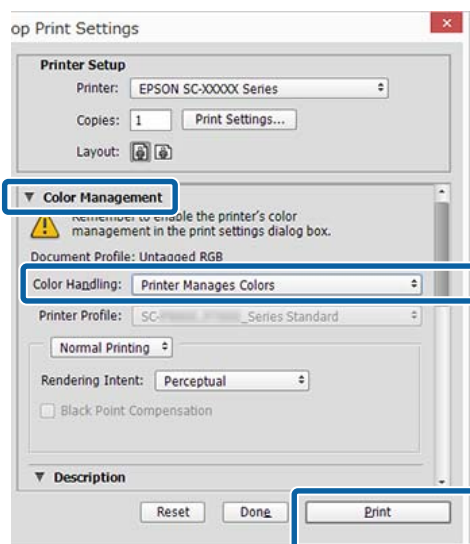 op Print Settings
Printer Setup
Printer: EPSON SC-XXXXX Series
Copies: 1 Print Settings...
Layout:
Color Management
Remember to enable the printer's color
management in the print settings dialog box.
Document Profile: Untagged RGB
Color Handling: Printer Manages Colors
Printer Profile: SC- _Series Standard
Normal Printing
Rendering Intent: Perceptual
Black Point Compensation
Description
Reset Done Print